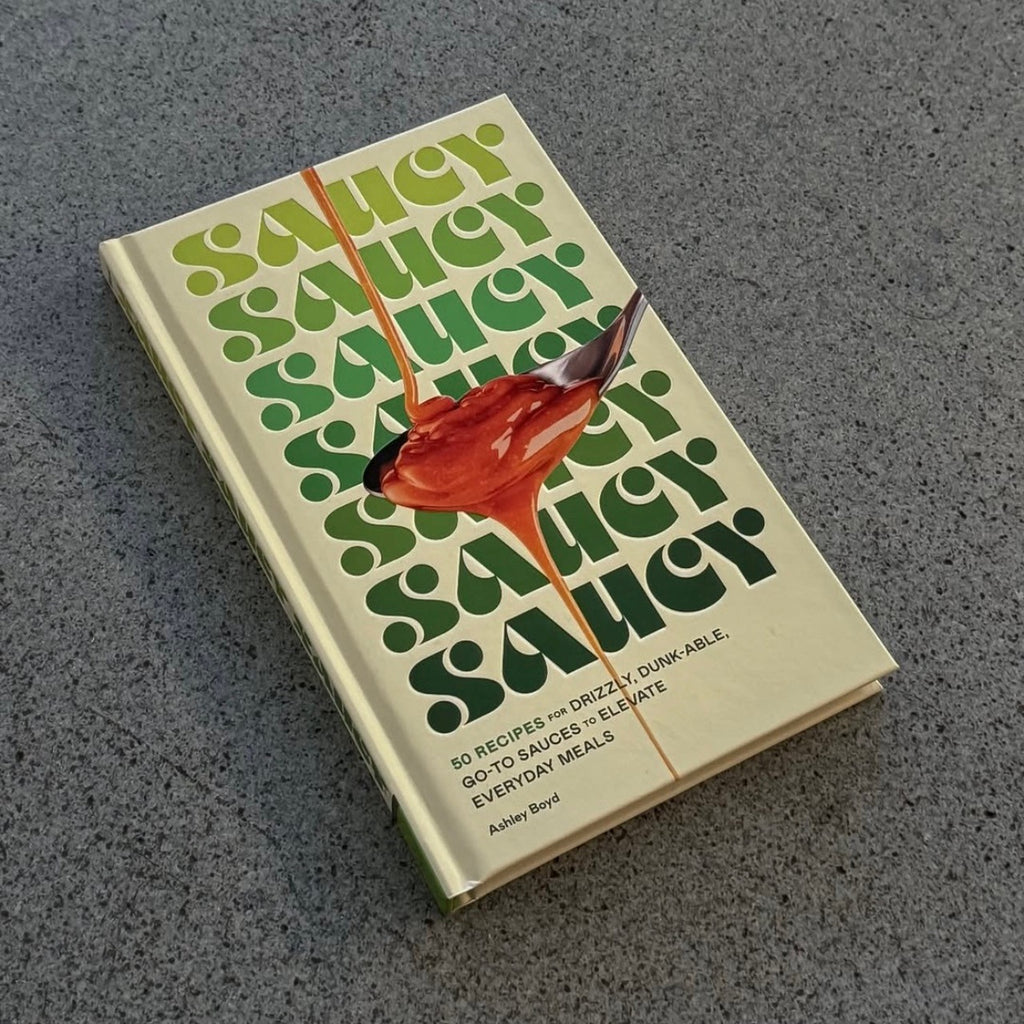 SAUCY
SAUCY
SAUCY
SAUCY
SAUCY
SAUCY
SAUCY
50 RECIPES FOR DRIZZLY, DUNK-ABLE,
GO-TO SAUCES TO ELEVATE
EVERYDAY MEALS
Ashley Boyd